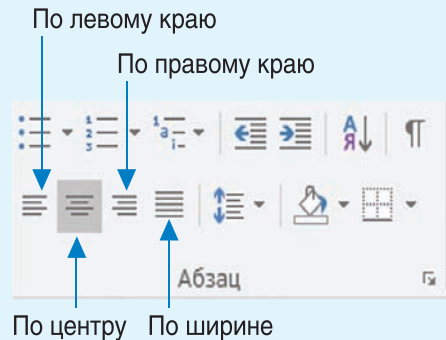 По левому краю
По правому краю
Абзац
По центру По ширине